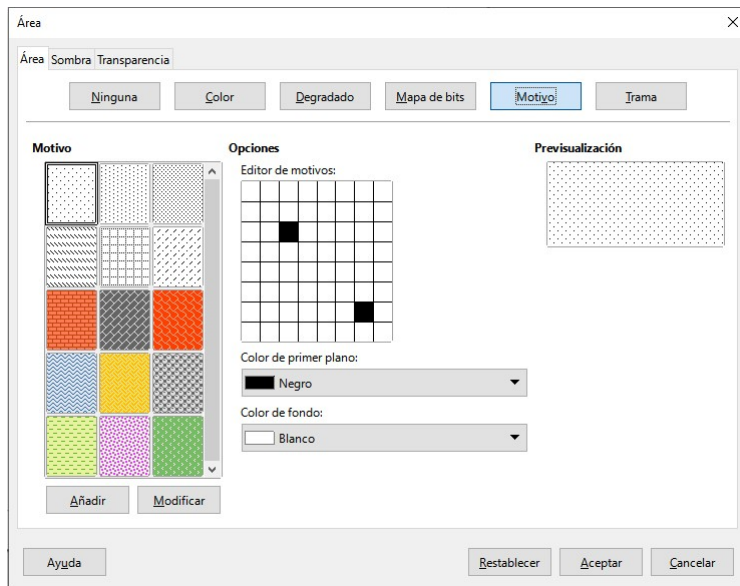 Área
Área Sombra Transparencia
Ninguna Color Degradado Mapa de bits Motivo Trama
Motivo Opciones Previsualización
Editor de motivos:
Color de primer plano:
Negro
Color de fondo:
Blanco
Añadir Modificar
Ayuda Restablecer Aceptar Cancelar